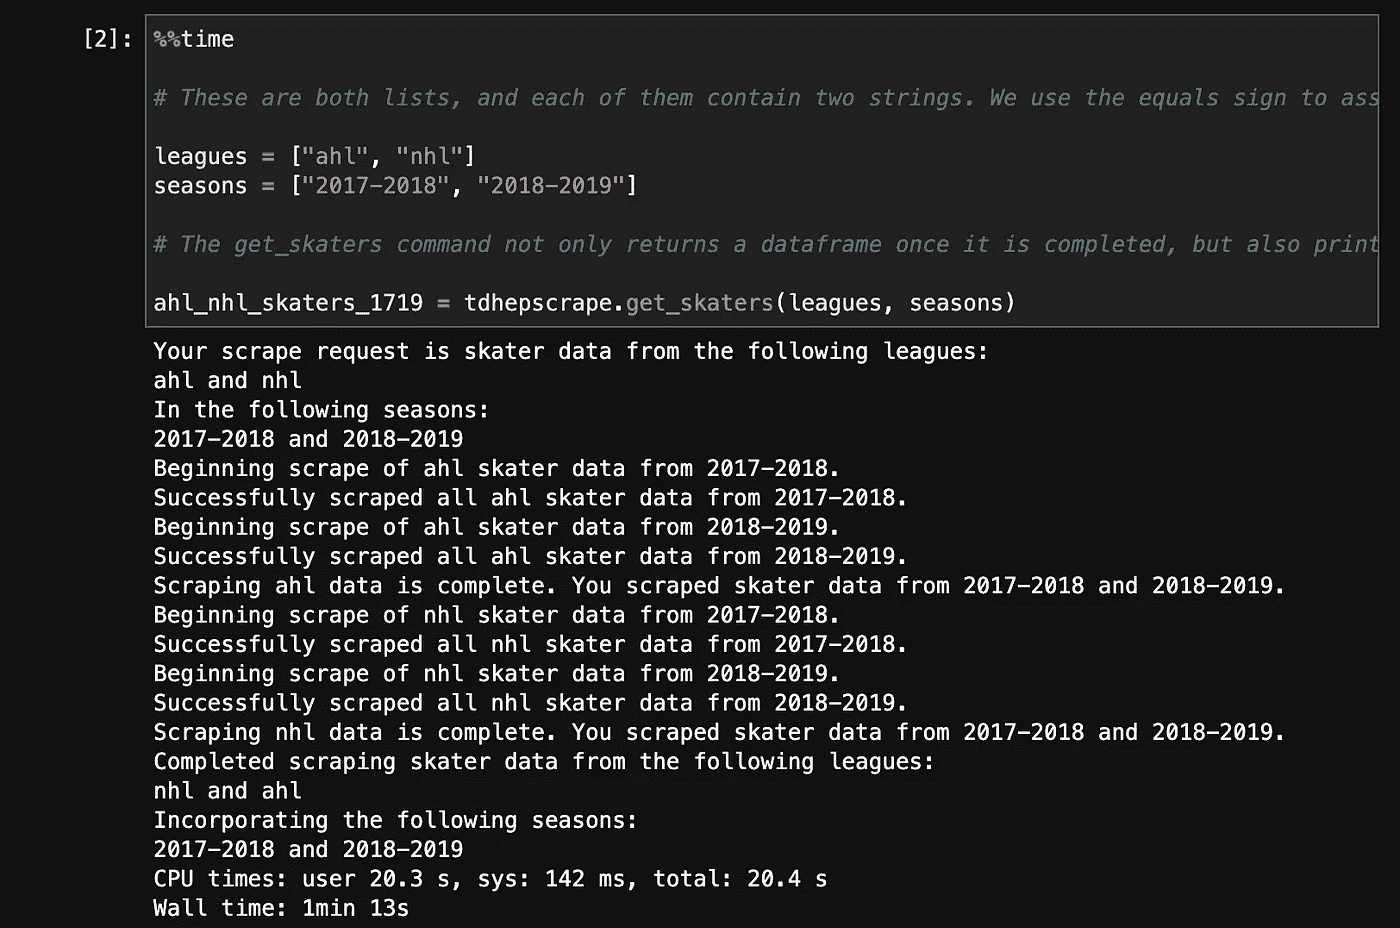 [2]: %%time
# These are both lists, and each of them contain two strings. We use the equals sign to ass
leagues = ["ahl", "nhl"]
seasons = ["2017-2018", "2018-2019"]
# The get_skaters command not only returns a dataframe once it is completed, but also print
ahl_nhl_skaters_1719 = tdhepscrape.get_skaters(leagues, seasons)
Your scrape request is skater data from the following leagues:
ahl and nhl
In the following seasons:
2017-2018 and 2018-2019
Beginning scrape of ahl skater data from 2017-2018.
Successfully scraped all ahl skater data from 2017-2018.
Beginning scrape of ahl skater data from 2018-2019.
Successfully scraped all ahl skater data from 2018-2019.
Scraping ahl data is complete. You scraped skater data from 2017-2018 and 2018-2019.
Beginning scrape of nhl skater data from 2017-2018.
Successfully scraped all nhl skater data from 2017-2018.
Beginning scrape of nhl skater data from 2018-2019.
Successfully scraped all nhl skater data from 2018-2019.
Scraping nhl data is complete. You scraped skater data from 2017-2018 and 2018-2019.
Completed scraping skater data from the following leagues:
nhl and ahl
Incorporating the following seasons:
2017-2018 and 2018-2019
CPU times: user 20.3 s, sys: 142 ms, total: 20.4 s
Wall time: 1min 13s